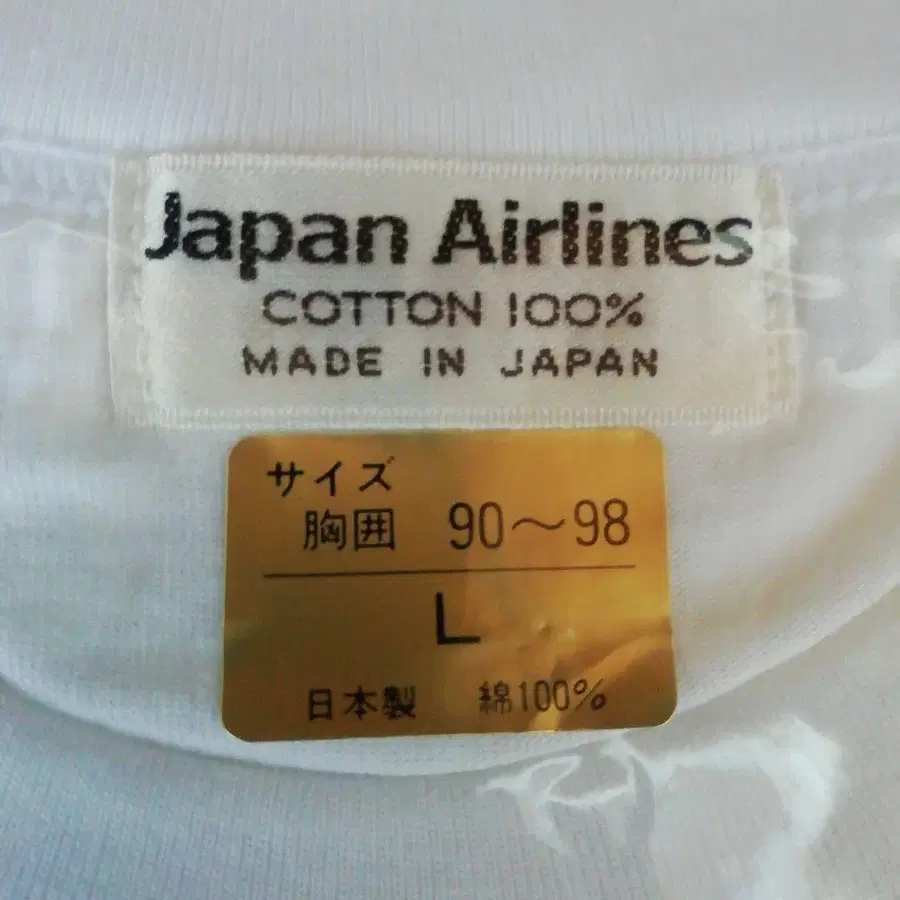 Japan Airlines
COTTON 100%
MADE IN JAPAN
サイズ
胸囲 90〜98
L
日本製 綿100%